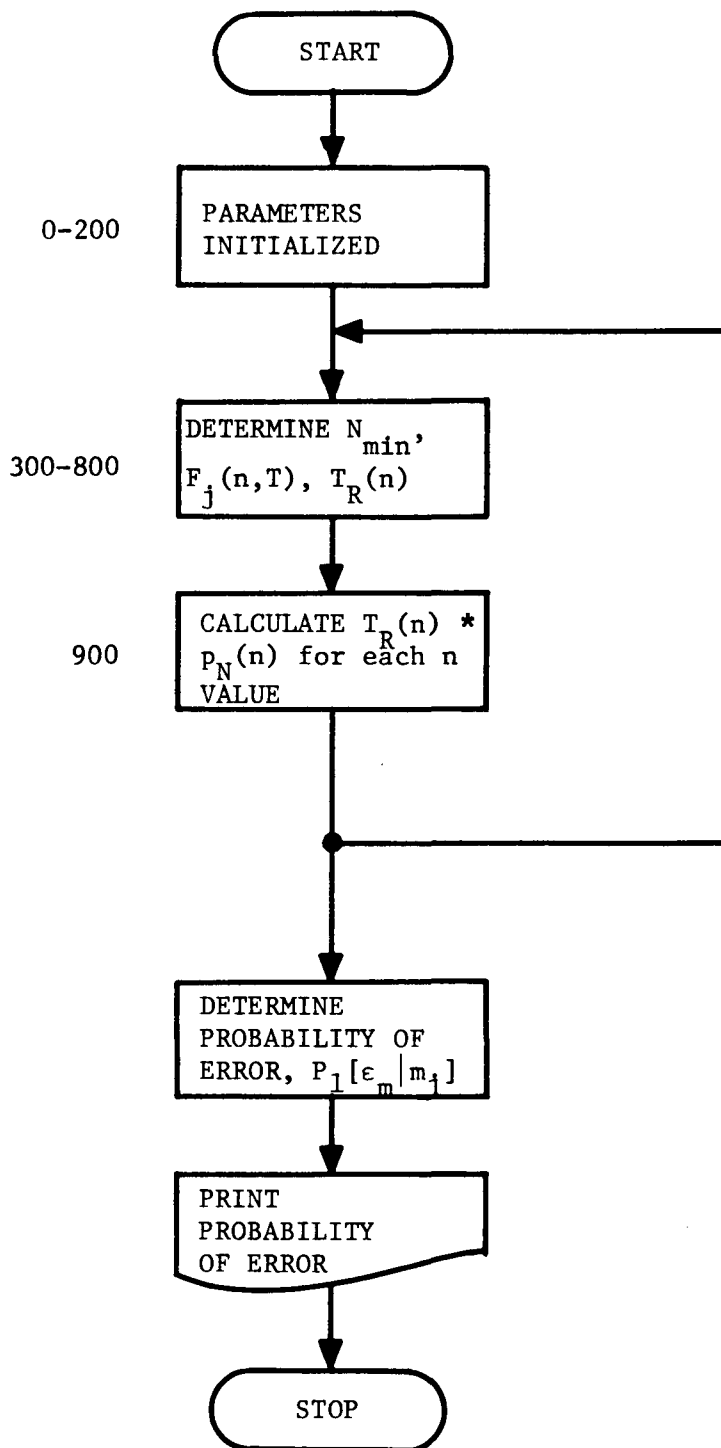 START
0-200
PARAMETERS
INITIALIZED
300-800
DETERMINE N_min,
F_j(n,T), T_R(n)
900
CALCULATE T_R(n) *
p_N(n) for each n
VALUE
DETERMINE
PROBABILITY OF
ERROR, P_1[ε_m|m_j]
PRINT
PROBABILITY
OF ERROR
STOP